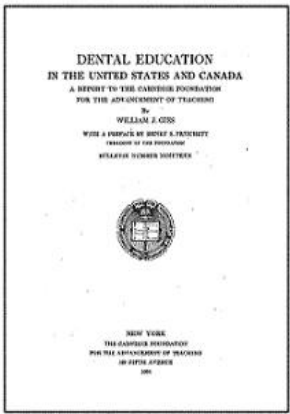 DENTAL EDUCATION
IN THE UNITED STATES AND CANADA
A REPORT TO THE CARNEGIE FOUNDATION
FOR THE ADVANCEMENT OF TEACHING
By
WILLIAM J. GIES
WITH A PREFACE BY HENRY S. PRITCHETT
PRESIDENT OF THE FOUNDATION
BULLETIN NUMBER NINETEEN
NEW YORK
THE CARNEGIE FOUNDATION
FOR THE ADVANCEMENT OF TEACHING
FIFTH AVENUE